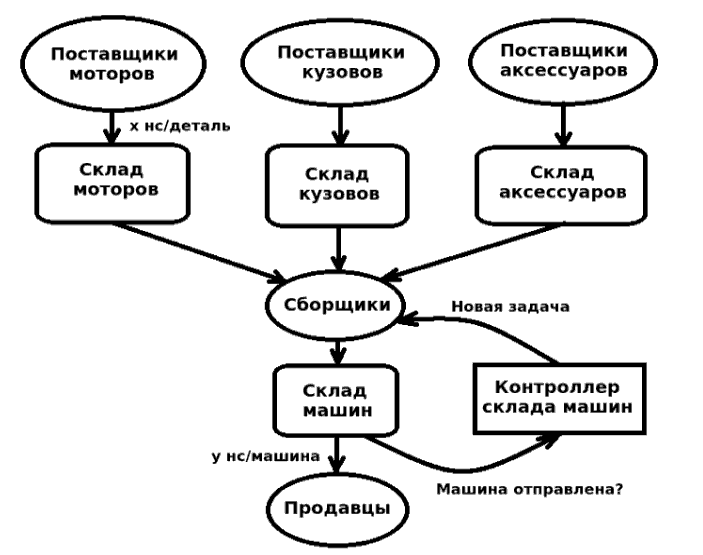 Поставщики
моторов
Поставщики
кузовов
Поставщики
аксессуаров
х нс/деталь
Склад
моторов
Склад
кузовов
Склад
аксессуаров
Сборщики
Новая задача
Склад
машин
Контроллер
склада машин
у нс/машина
Машина отправлена?
Продавцы